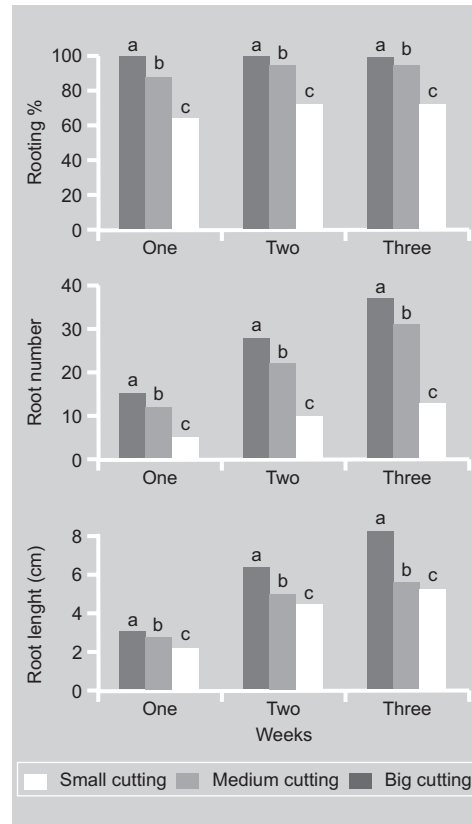 100
80
60
40
20
0
Rooting %
a b c a b c a b c
One Two Three
40
30
20
10
0
Root number
a b c a b c a b c
One Two Three
8
6
4
2
0
Root lenght (cm)
a b c a b c a b c
One Two Three
Weeks
Small cutting Medium cutting Big cutting